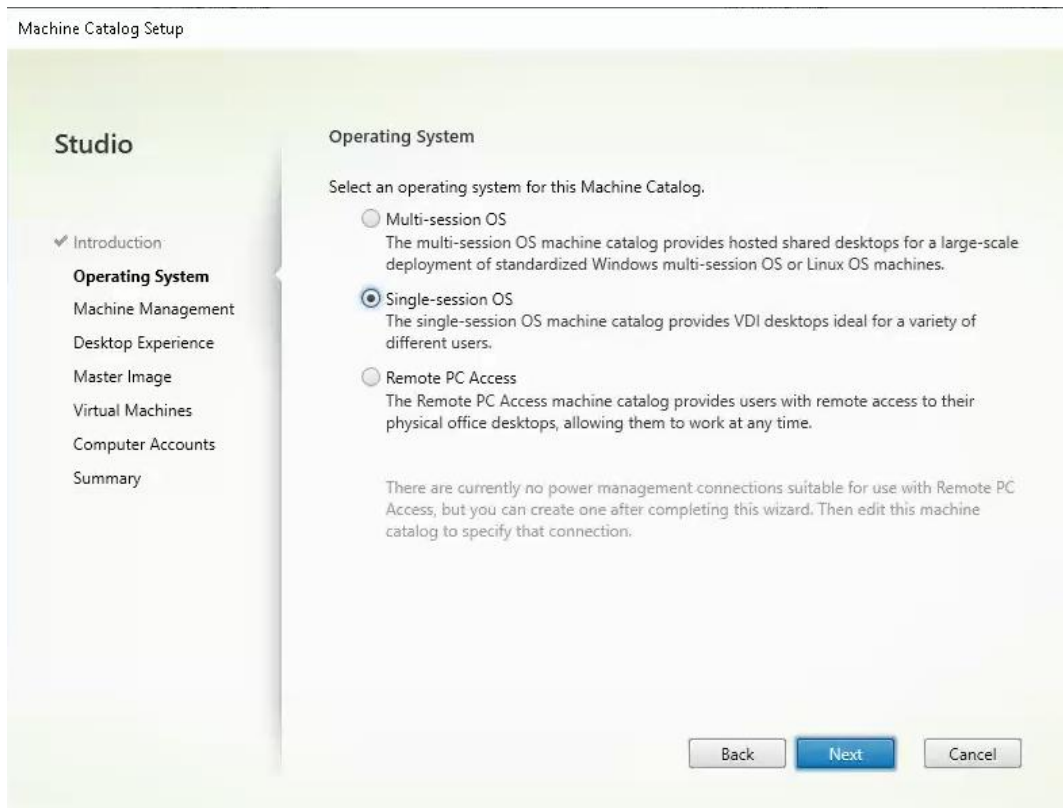 Machine Catalog Setup
Studio
✔ Introduction
Operating System
Machine Management
Desktop Experience
Master Image
Virtual Machines
Computer Accounts
Summary
Operating System
Select an operating system for this Machine Catalog.
Multi-session OS
The multi-session OS machine catalog provides hosted shared desktops for a large-scale
deployment of standardized Windows multi-session OS or Linux OS machines.
Single-session OS
The single-session OS machine catalog provides VDI desktops ideal for a variety of
different users.
Remote PC Access
The Remote PC Access machine catalog provides users with remote access to their
physical office desktops, allowing them to work at any time.
There are currently no power management connections suitable for use with Remote PC
Access, but you can create one after completing this wizard. Then edit this machine
catalog to specify that connection.
Back
Next
Cancel